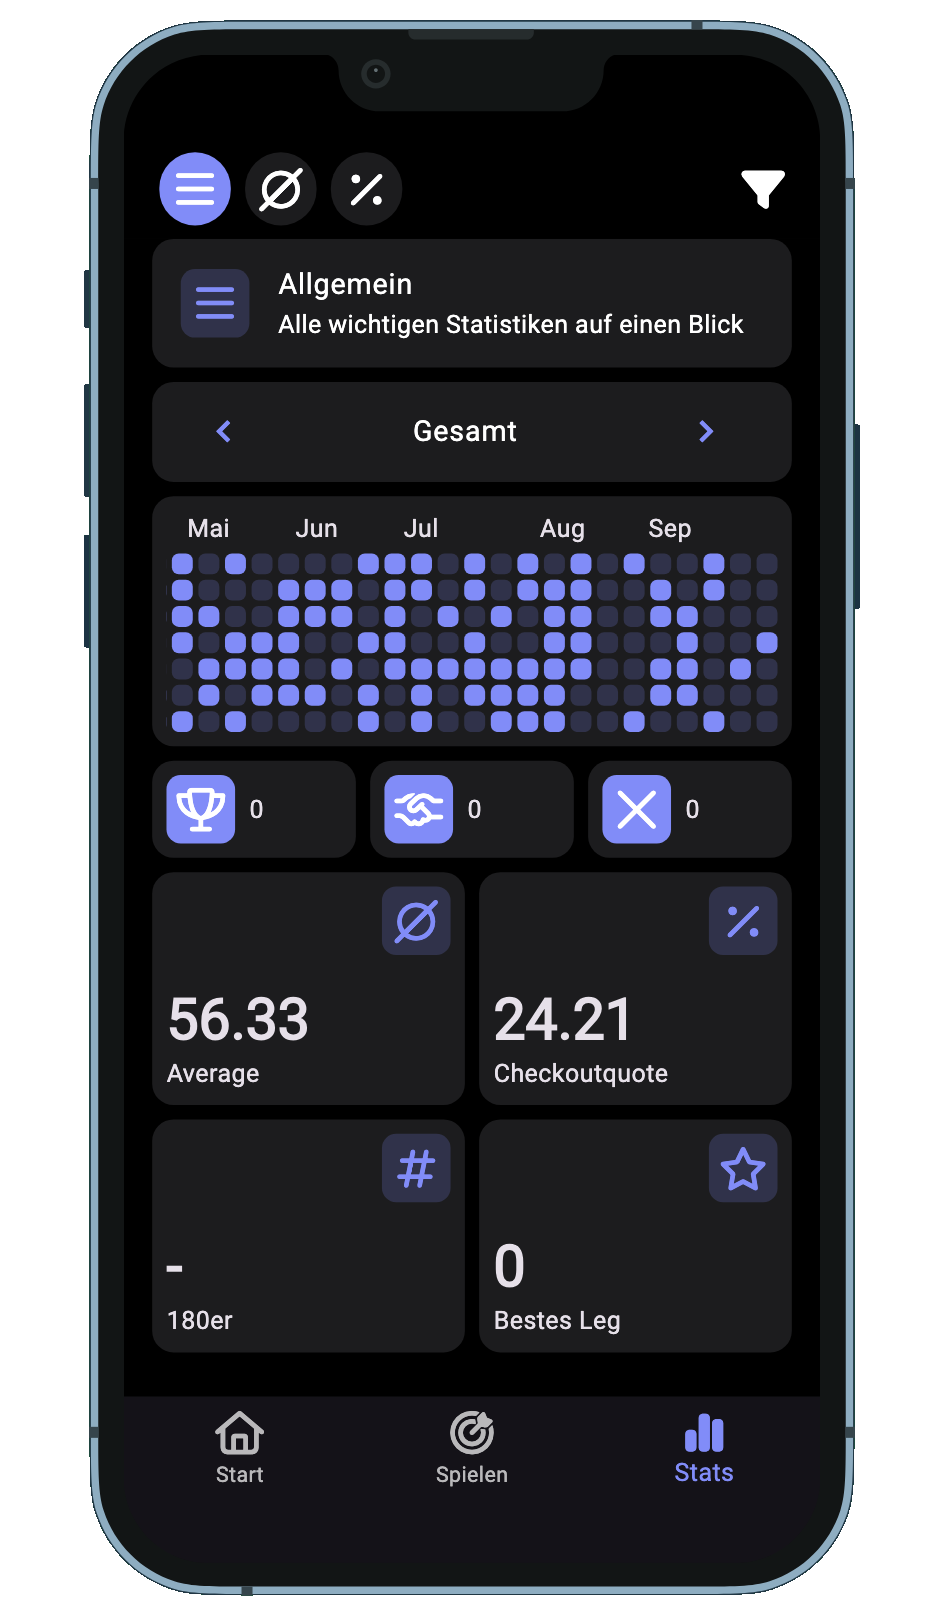 Allgemein
Alle wichtigen Statistiken auf einen Blick
Gesamt
Mai Jun Jul Aug Sep
0 0 0
56.33 24.21
Average Checkoutquote
- 0
180er Bestes Leg
Start Spielen Stats